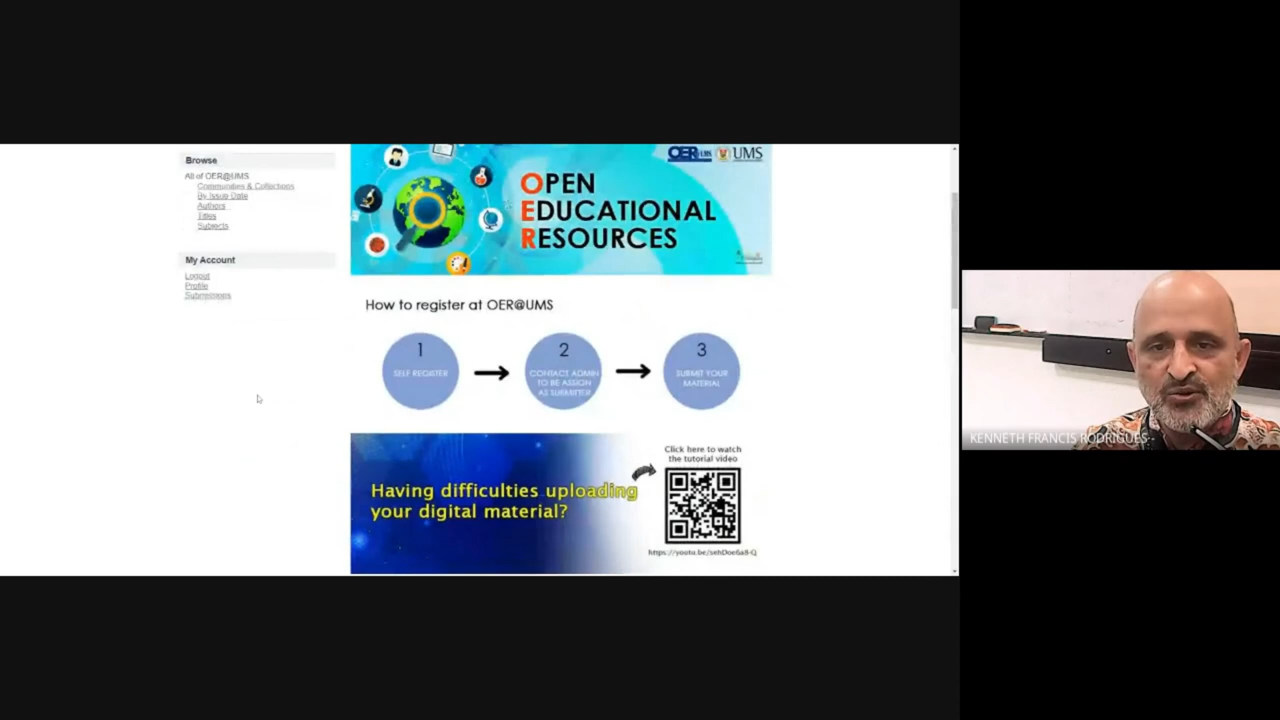 Browse
All of OER@UMS
Communities & Collections
By Issue Date
Authors
Titles
Subjects
My Account
Logout
Profile
Submissions
OER UMS
UMS
OPEN
EDUCATIONAL
RESOURCES
How to register at OER@UMS
1
SELF REGISTER
2
CONTACT ADMIN
TO BE ASSIGN
AS SUBMITTER
3
SUBMIT YOUR
MATERIAL
Having difficulties uploading
your digital material?
Click here to watch
the tutorial video
KENNETH FRANCIS RODRIGUES